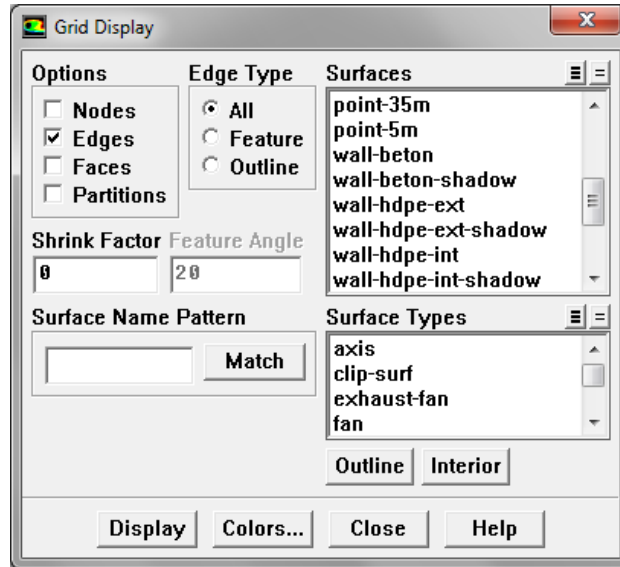 Grid Display
Options
Nodes
Edges
Faces
Partitions
Edge Type
All
Feature
Outline
Shrink Factor
0
Feature Angle
20
Surface Name Pattern
Match
Surfaces
point-35m
point-5m
wall-beton
wall-beton-shadow
wall-hdpe-ext
wall-hdpe-ext-shadow
wall-hdpe-int
wall-hdpe-int-shadow
Surface Types
axis
clip-surf
exhaust-fan
fan
Outline
Interior
Display
Colors...
Close
Help